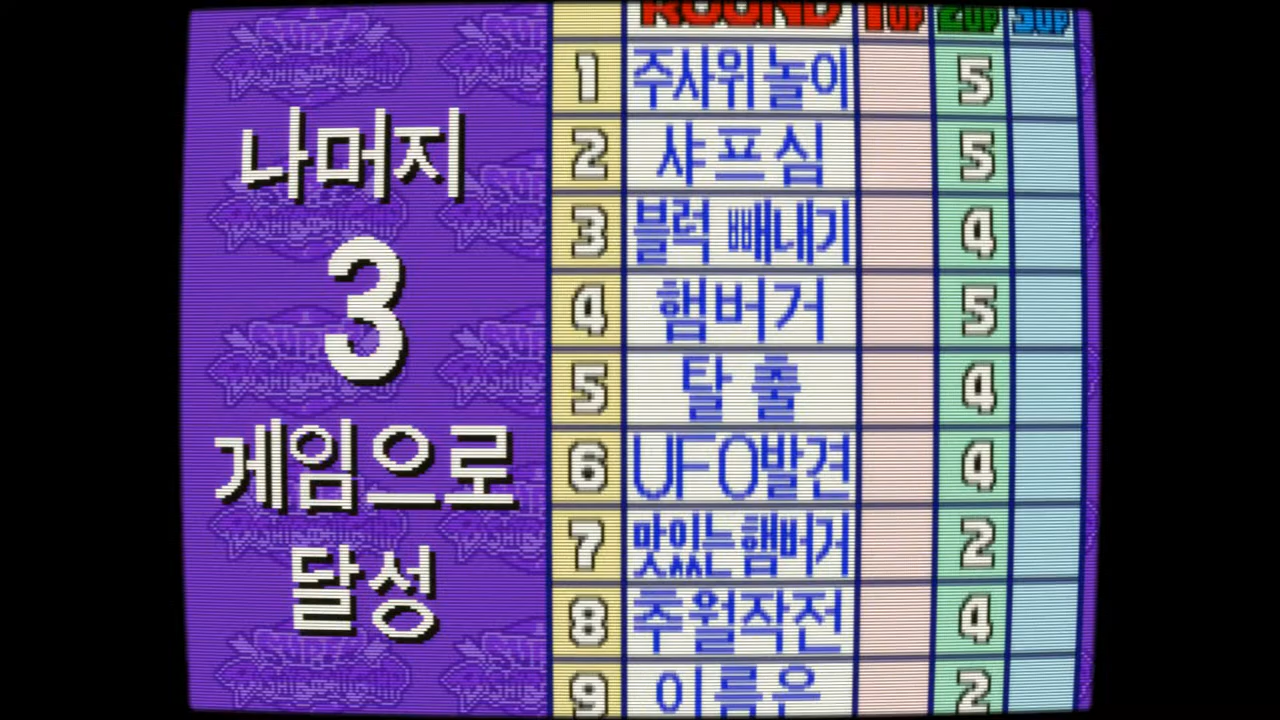 나머지
3
게임으로
달성
ROUND 1UP 2UP 3UP
1 주사위놀이 5
2 샤프심 5
3 블럭 빼내기 4
4 햄버거 5
5 탈출 4
6 UFO발견 4
7 맛있는햄버거 2
8 추월작전 4
9 이름은 2